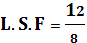 L.S.F = 12/8